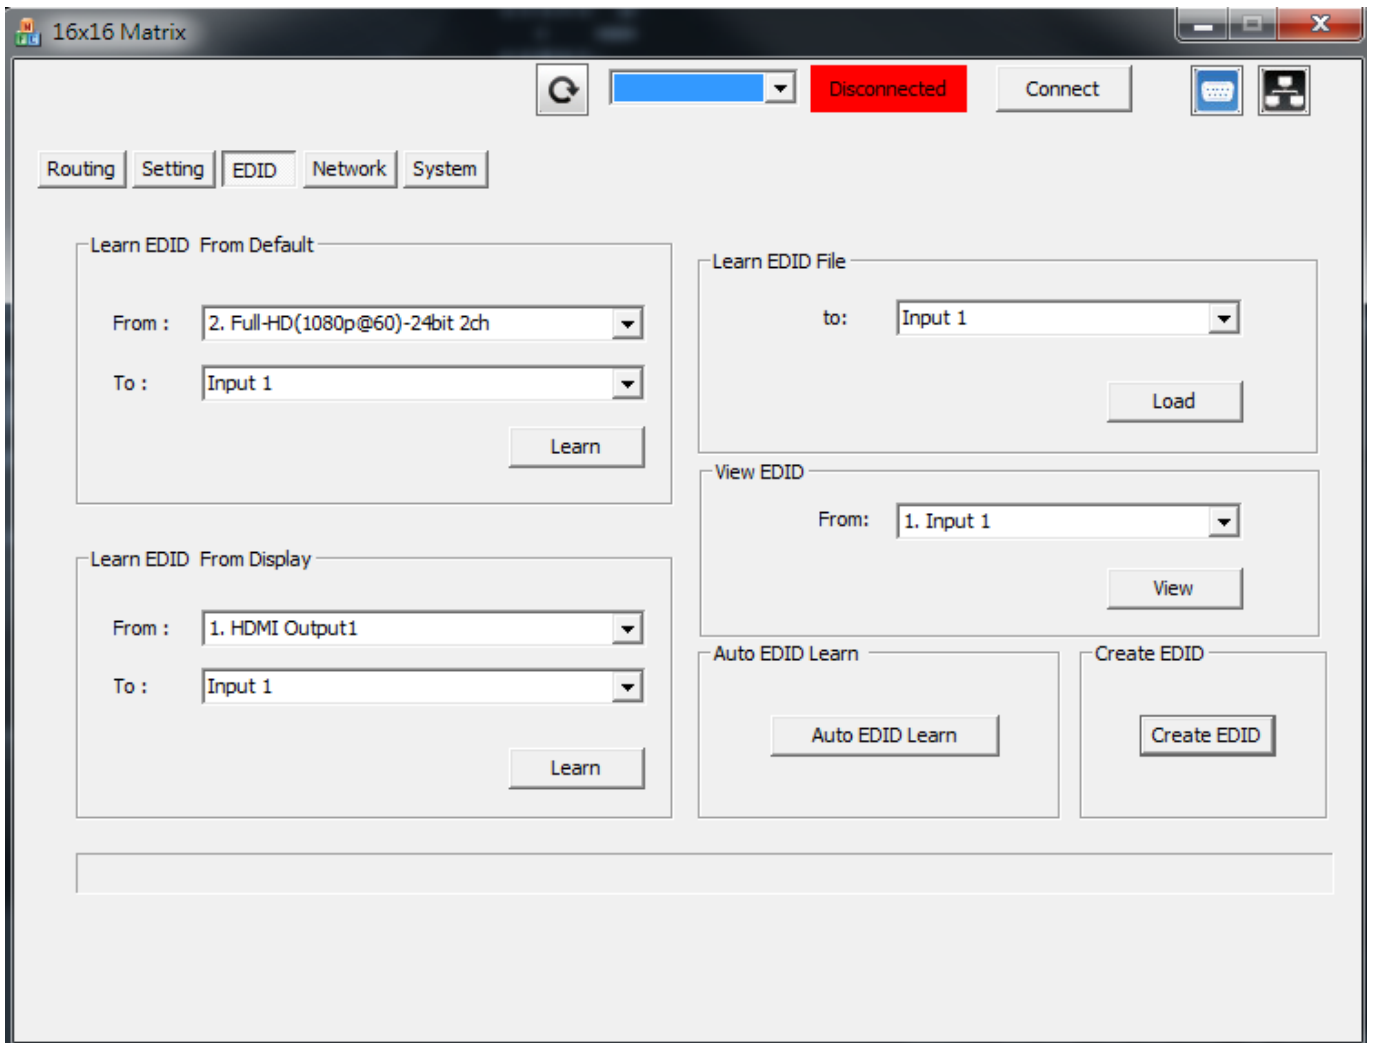 16x16 Matrix
Disconnected Connect
Routing Setting EDID Network System
Learn EDID From Default
From : 2. Full-HD(1080p@60)-24bit 2ch
To : Input 1
Learn
Learn EDID From Display
From : 1. HDMI Output1
To : Input 1
Learn
Learn EDID File
to: Input 1
Load
View EDID
From: 1. Input 1
View
Auto EDID Learn
Auto EDID Learn
Create EDID
Create EDID